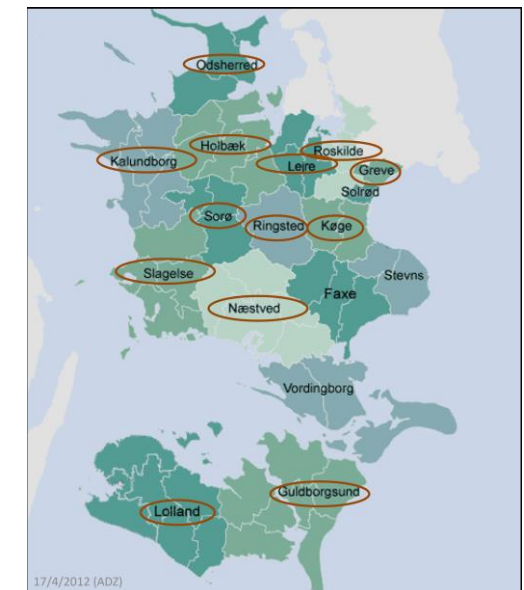 Odsherred
Holbæk
Roskilde
Kalundborg
Lejre
Greve
Solrød
Sorø
Ringsted
Køge
Slagelse
Stevns
Faxe
Næstved
Vordingborg
Guldborgsund
Lolland
17/4/2012 (ADZ)